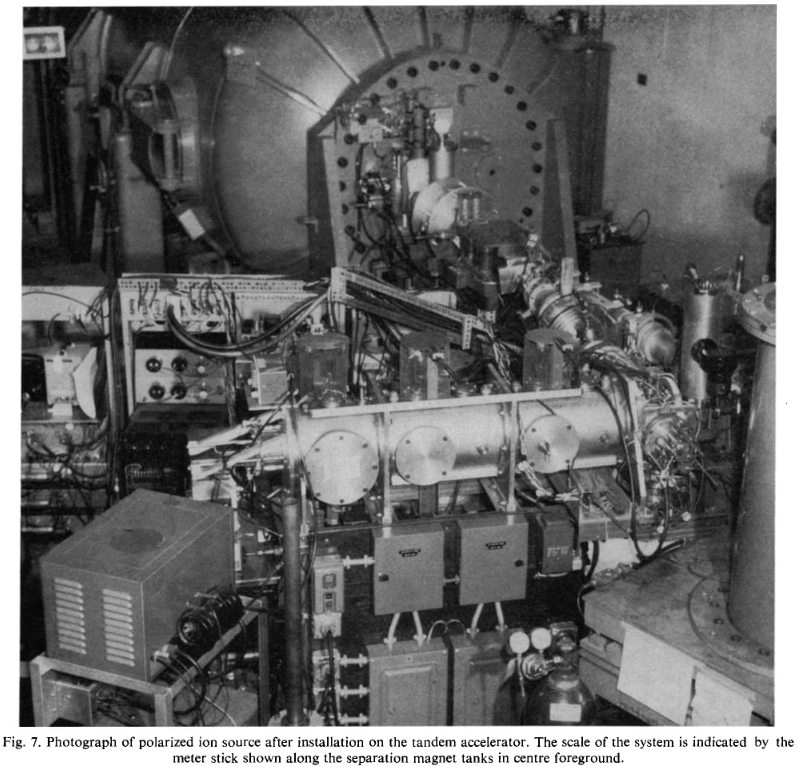 Fig. 7. Photograph of polarized ion source after installation on the tandem accelerator. The scale of the system is indicated by the
meter stick shown along the separation magnet tanks in centre foreground.